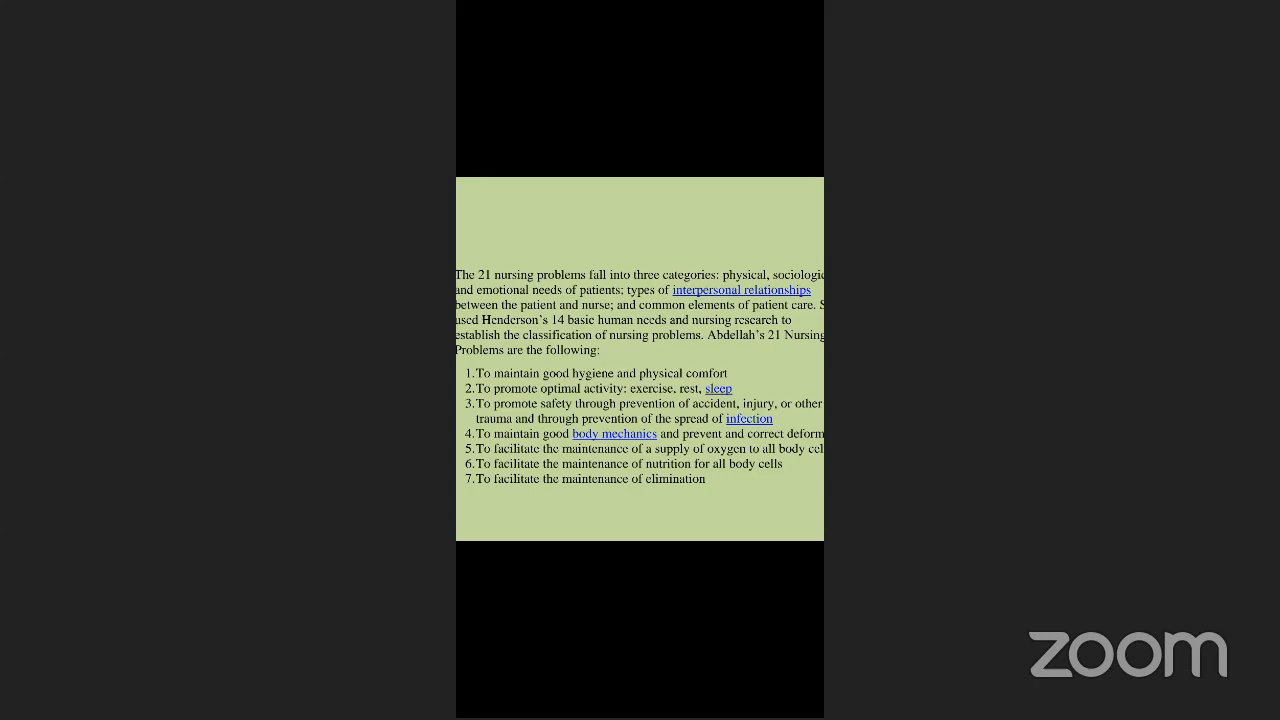 The 21 nursing problems fall into three categories: physical, sociologic
and emotional needs of patients; types of interpersonal relationships
between the patient and nurse; and common elements of patient care. S
used Henderson’s 14 basic human needs and nursing research to
establish the classification of nursing problems. Abdellah’s 21 Nursing
Problems are the following:
1.To maintain good hygiene and physical comfort
2.To promote optimal activity: exercise, rest, sleep
3.To promote safety through prevention of accident, injury, or other
trauma and through prevention of the spread of infection
4.To maintain good body mechanics and prevent and correct deform
5.To facilitate the maintenance of a supply of oxygen to all body cel
6.To facilitate the maintenance of nutrition for all body cells
7.To facilitate the maintenance of elimination
zoom